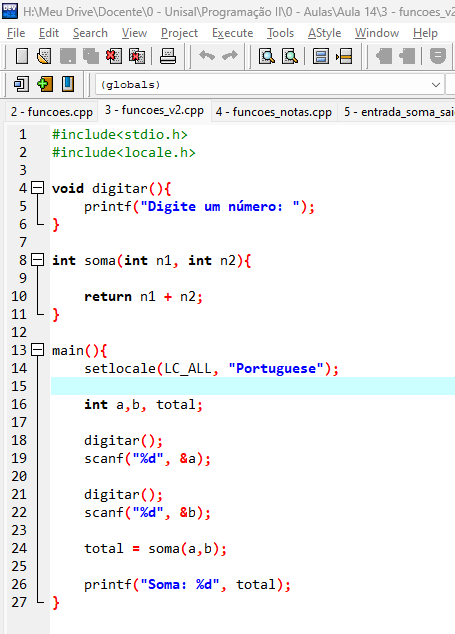 H:\Meu Drive\Docente\0 - Unisal\Programação II\0 - Aulas\Aula 14\3 - funcoes_v2
File Edit Search View Project Execute Tools AStyle Window Help
(globals)
2 - funcoes.cpp 3 - funcoes_v2.cpp 4 - funcoes_notas.cpp 5 - entrada_soma_sai
1 #include<stdio.h>
2 #include<locale.h>
3
4 void digitar(){
5 printf("Digite um número: ");
6 }
7
8 int soma(int n1, int n2){
9
10 return n1 + n2;
11 }
12
13 main(){
14 setlocale(LC_ALL, "Portuguese");
15
16 int a,b, total;
17
18 digitar();
19 scanf("%d", &a);
20
21 digitar();
22 scanf("%d", &b);
23
24 total = soma(a,b);
25
26 printf("Soma: %d", total);
27 }